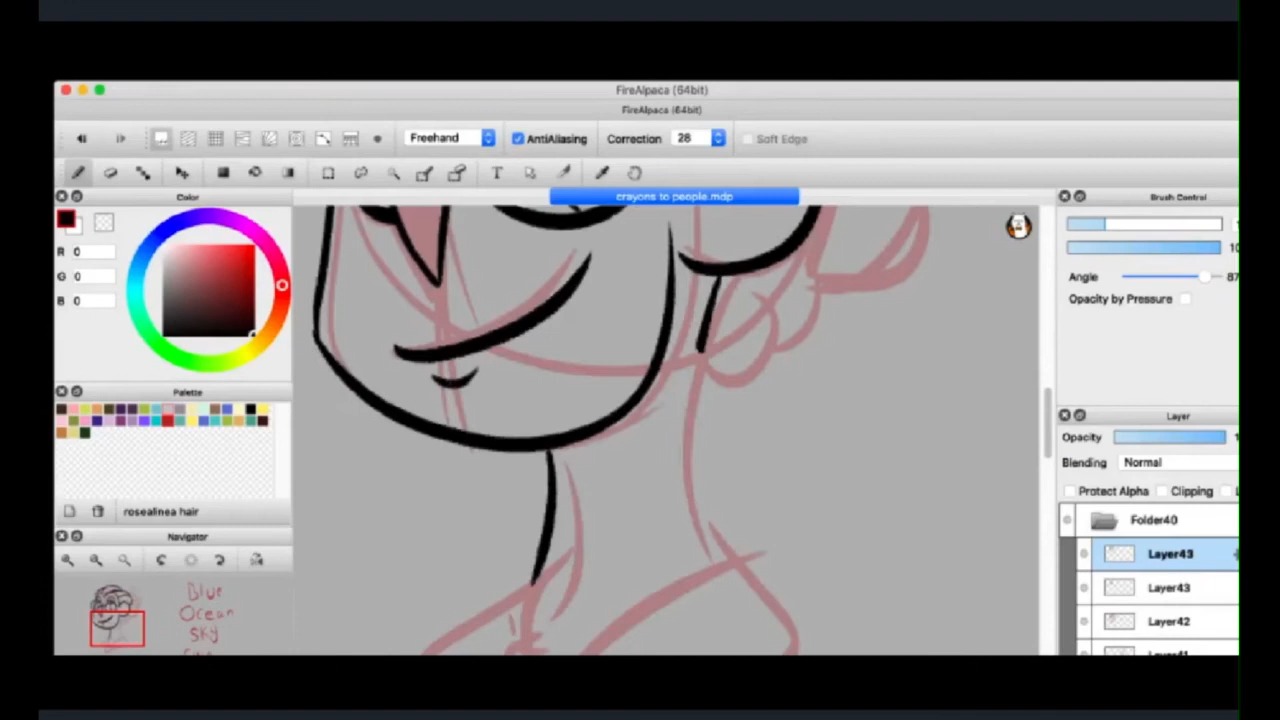 FireAlpaca (64bit)
FireAlpaca (64bit)
Freehand AntiAliasing Correction 28 Soft Edge
T
Color crayons to people.mdp Brush Control
R 0
G 0
B 0
Angle 87
Opacity by Pressure
Palette
Layer
Opacity
Blending Normal
Protect Alpha Clipping
rosealinea hair
Folder40
Navigator
Layer43
Layer43
Layer42
Blue
Ocean
Sky